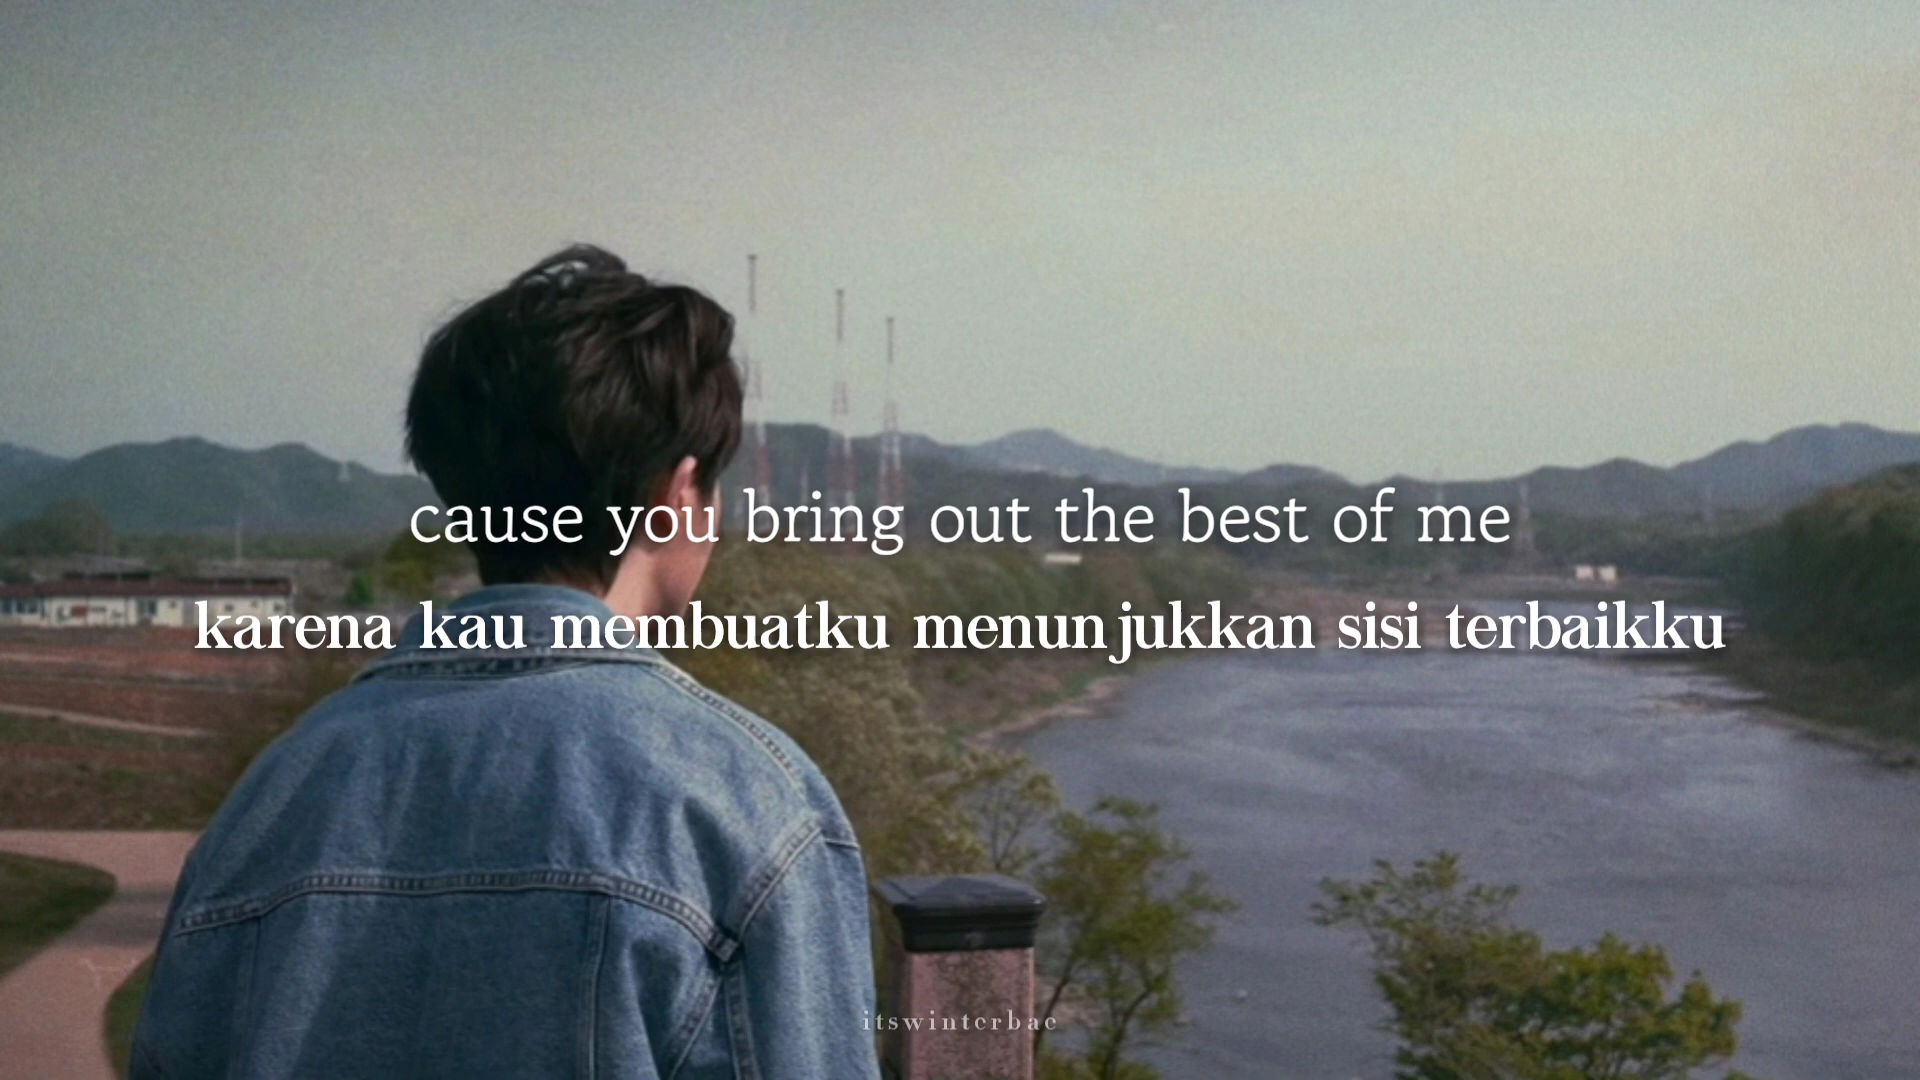 cause you bring out the best of me
karena kau membuatku menunjukkan sisi terbaikku
itswinterbae